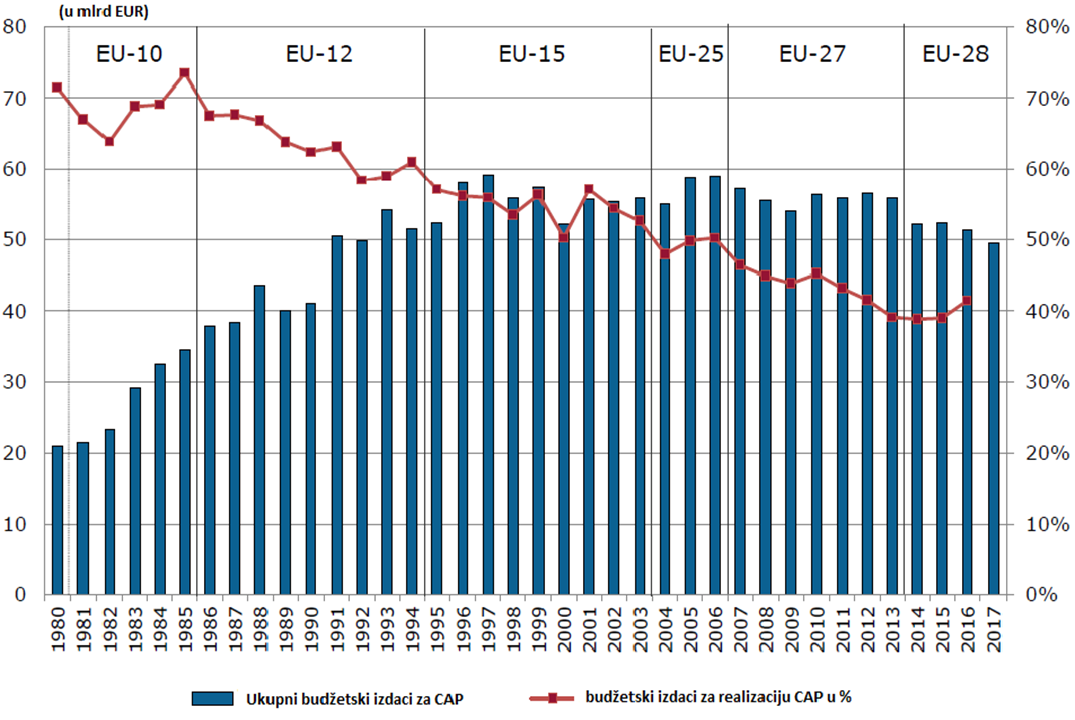 (u mlrd EUR)
80
80%
EU-10
EU-12
EU-15
EU-25
EU-27
EU-28
70
70%
60
60%
50
50%
40
40%
30
30%
20
20%
10
10%
0
0%
1980 1981 1982 1983 1984 1985 1986 1987 1988 1989 1990 1991 1992 1993 1994 1995 1996 1997 1998 1999 2000 2001 2002 2003 2004 2005 2006 2007 2008 2009 2010 2011 2012 2013 2014 2015 2016 2017
Ukupni budžetski izdaci za CAP
budžetski izdaci za realizaciju CAP u %